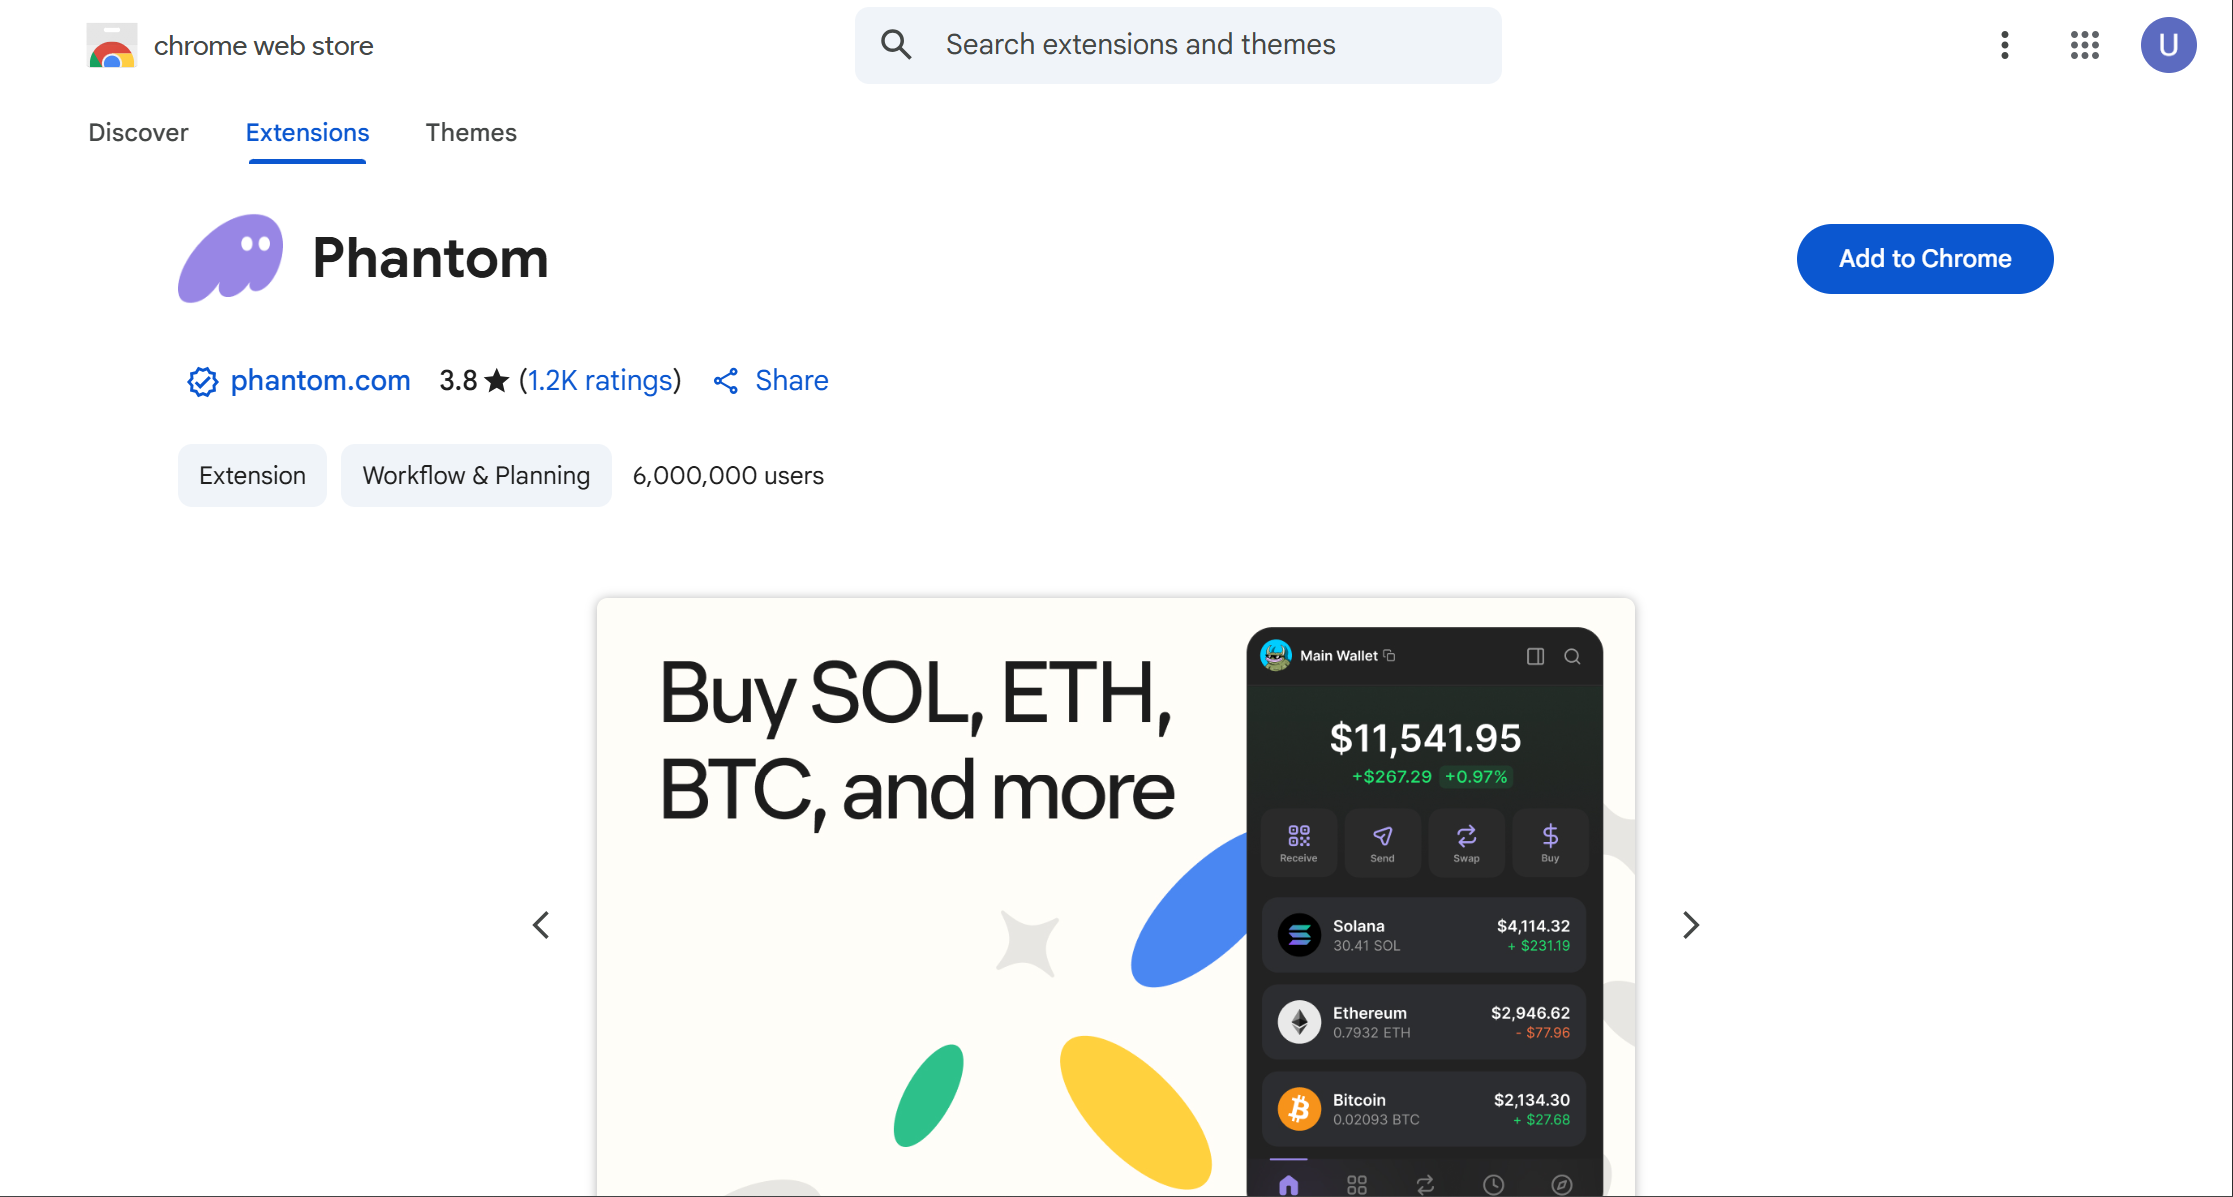 chrome web store
Search extensions and themes
U
Discover
Extensions
Themes
Phantom
Add to Chrome
phantom.com
3.8 ★ (1.2K ratings)
Share
Extension
Workflow & Planning
6,000,000 users
Buy SOL, ETH,
BTC, and more
Main Wallet
$11,541.95
+$267.29 +0.97%
Receive
Send
Swap
Buy
Solana
$4,114.32
30.41 SOL
+ $231.19
Ethereum
$2,946.62
0.7932 ETH
- $77.96
Bitcoin
$2,134.30
0.02093 BTC
+ $27.68